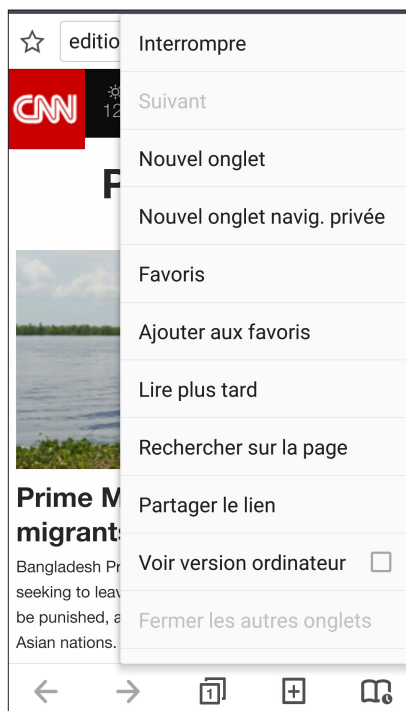 editio
CNN
12
P
Interrompre
Suivant
Nouvel onglet
Nouvel onglet navig. privée
Favoris
Ajouter aux favoris
Lire plus tard
Rechercher sur la page
Partager le lien
Voir version ordinateur
Fermer les autres onglets
Prime M
migrants
Bangladesh Pr
seeking to leav
be punished, a
Asian nations.
1